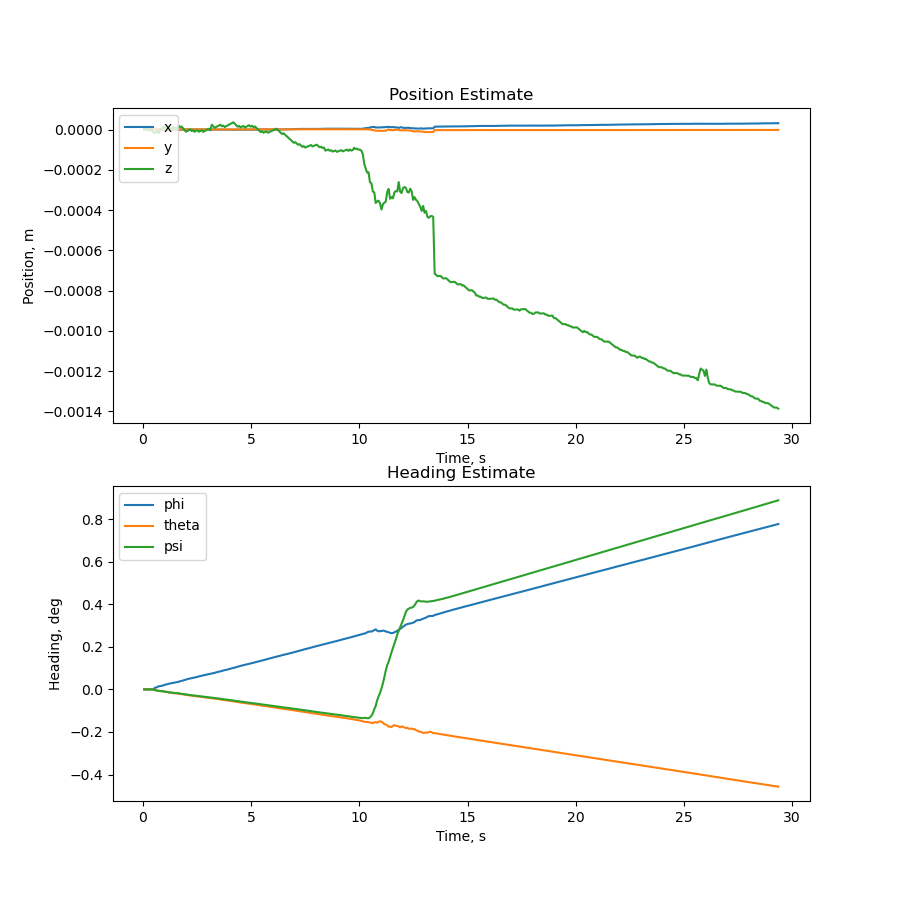 Position Estimate
x
y
z
0.0000
−0.0002
−0.0004
−0.0006
−0.0008
−0.0010
−0.0012
−0.0014
Position, m
0 5 10 15 20 25 30
Time, s
Heading Estimate
phi
theta
psi
0.8
0.6
0.4
0.2
0.0
−0.2
−0.4
Heading, deg
0 5 10 15 20 25 30
Time, s